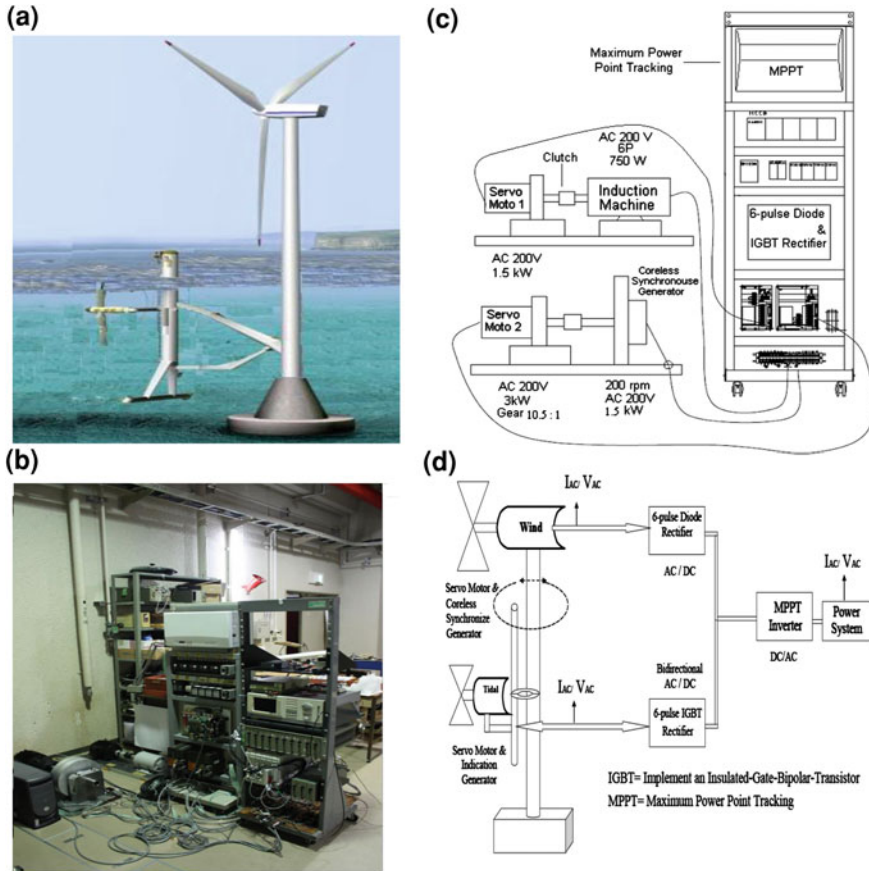 (a)
(b)
(c)
Maximum Power
Point Tracking
MPPT
AC 200 V
6P
750 W
Clutch
Servo
Moto 1
Induction
Machine
AC 200V
1.5 kW
6-pulse Diode
&
IGBT Rectifier
Coreless
Synchronouse
Generator
Servo
Moto 2
AC 200V
3kW
Gear 10.5 : 1
200 rpm
AC 200V
1.5 kW
(d)
IAC/ VAC
Wind
6-pulse Diode
Rectifier
AC / DC
Servo Motor &
Coreless
Synchronize
Generator
IAC/ VAC
MPPT
Inverter
Power
System
DC/AC
Bidirectional
AC / DC
Tidal
IAC/ VAC
6-pulse IGBT
Rectifier
Servo Motor &
Indication
Generator
IGBT= Implement an Insulated-Gate-Bipolar-Transistor
MPPT= Maximum Power Point Tracking